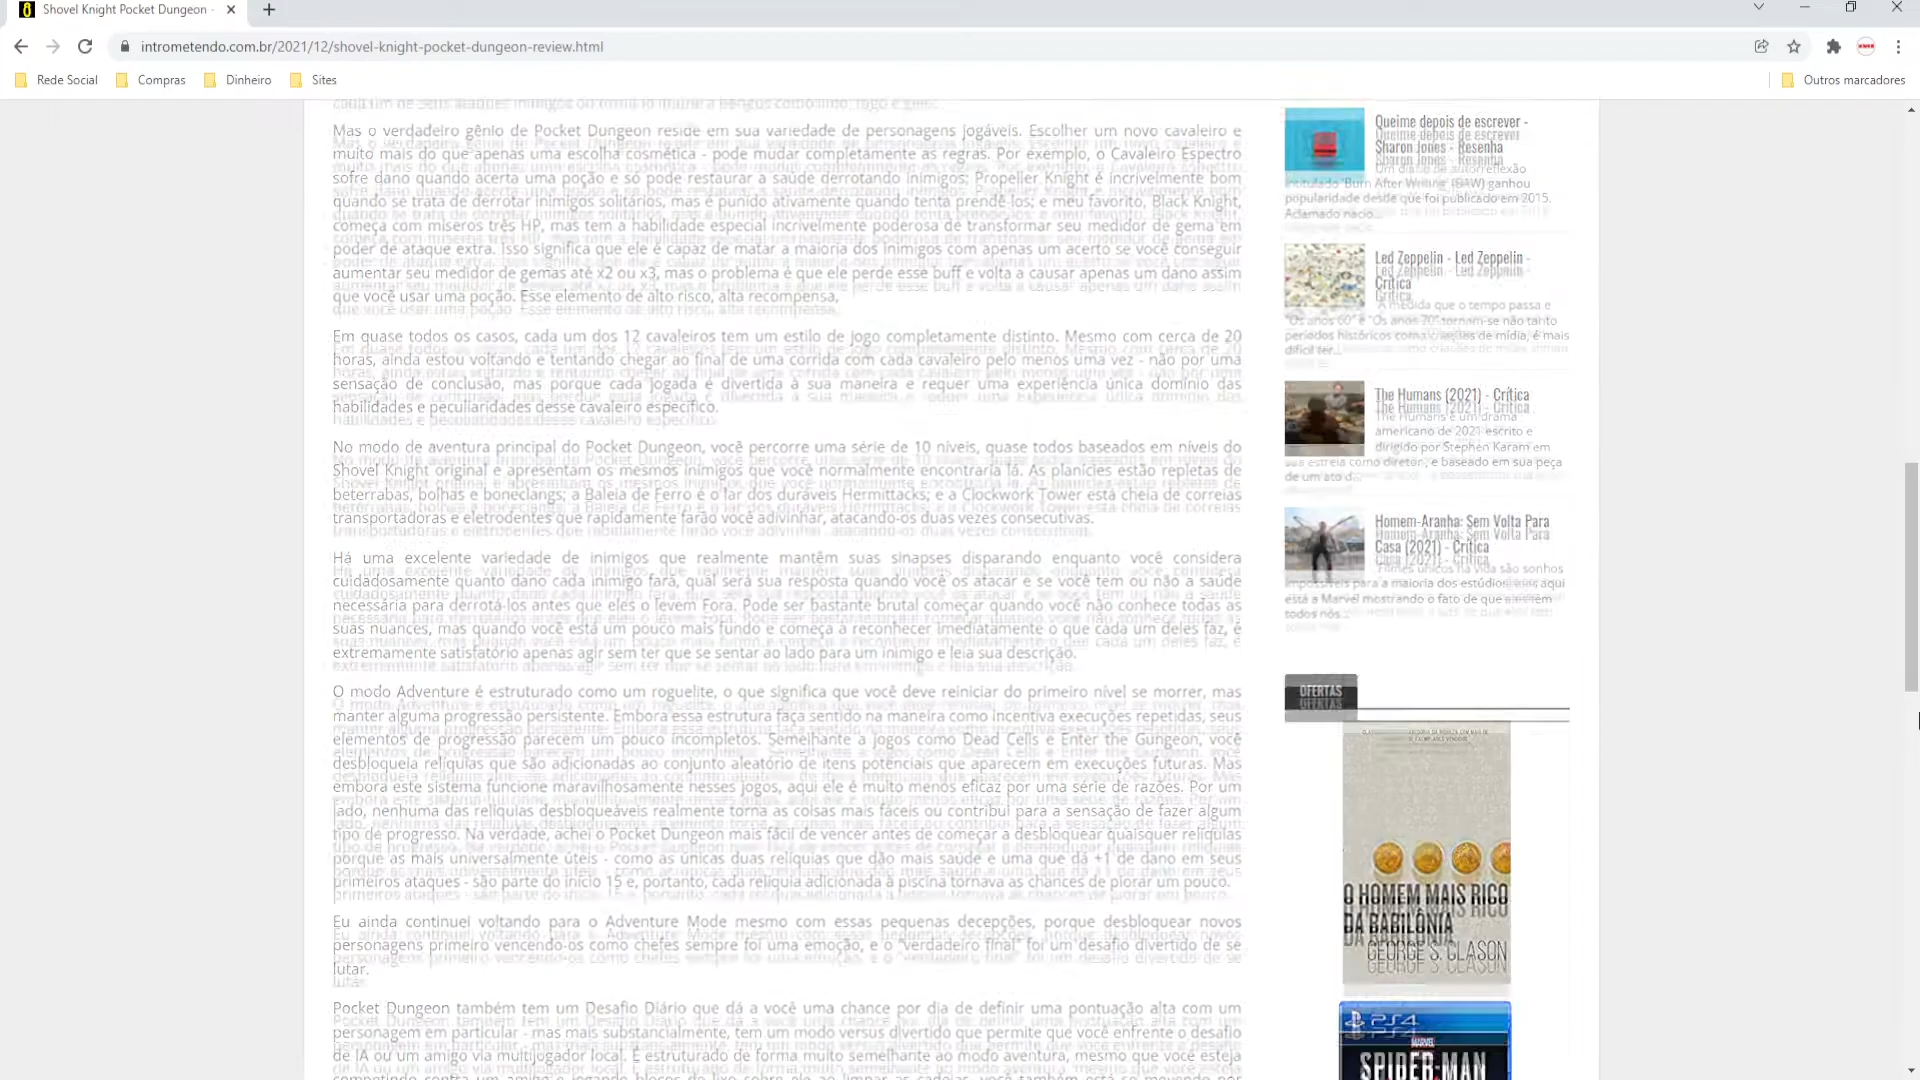 Shovel Knight Pocket Dungeon -
intrometendo.com.br/2021/12/shovel-knight-pocket-dungeon-review.html
Rede Social
Compras
Dinheiro
Sites
Outros marcadores
Mas o verdadeiro gênio de Pocket Dungeon reside em sua variedade de personagens jogáveis. Escolher um novo cavaleiro e
muito mais do que apenas uma escolha cosmética - pode mudar completamente as regras. Por exemplo, o Cavaleiro Espectro
sofre dano quando acerta uma poção e só pode restaurar a saúde derrotando inimigos; Propeller Knight é incrivelmente bom
quando se trata de derrotar inimigos solitários, mas é punido ativamente quando tenta prendê-los; e meu favorito, Black Knight,
começa com míseros três HP, mas tem a habilidade especial incrivelmente poderosa de transformar seu medidor de gema em
poder de ataque extra. Isso significa que ele é capaz de matar a maioria dos inimigos com apenas um acerto se você conseguir
aumentar seu medidor de gemas até x2 ou x3, mas o problema é que ele perde esse buff e volta a causar apenas um dano assim
que você usar uma poção. Esse elemento de alto risco, alta recompensa,
Em quase todos os casos, cada um dos 12 cavaleiros tem um estilo de jogo completamente distinto. Mesmo com cerca de 20
horas, ainda estou voltando e tentando chegar ao final de uma corrida com cada cavaleiro pelo menos uma vez - não por uma
sensação de conclusão, mas porque cada jogada é divertida à sua maneira e requer uma experiência única domínio das
habilidades e peculiaridades desse cavaleiro específico.
No modo de aventura principal do Pocket Dungeon, você percorre uma série de 10 níveis, quase todos baseados em níveis do
Shovel Knight original e apresentam os mesmos inimigos que você normalmente encontraria lá. As planícies estão repletas de
beterrabas, bolhas e boneclangs; a Baleia de Ferro é o lar dos duráveis Hermittacks; e a Clockwork Tower está cheia de correias
transportadoras e eletrodentes que rapidamente farão você adivinhar, atacando-os duas vezes consecutivas.
Há uma excelente variedade de inimigos que realmente mantêm suas sinapses disparando enquanto você considera
cuidadosamente quanto dano cada inimigo fará, qual será sua resposta quando você os atacar e se você tem ou não a saúde
necessária para derrotá-los antes que eles o levem Fora. Pode ser bastante brutal começar quando você não conhece todas as
suas nuances, mas quando você está um pouco mais fundo e começa a reconhecer imediatamente o que cada um deles faz, é
extremamente satisfatório apenas agir sem ter que se sentar ao lado para um inimigo e leia sua descrição.
O modo Adventure é estruturado como um roguelite, o que significa que você deve reiniciar do primeiro nível se morrer, mas
manter alguma progressão persistente. Embora essa estrutura faça sentido na maneira como incentiva execuções repetidas, seus
elementos de progressão parecem um pouco incompletos. Semelhante a jogos como Dead Cells e Enter the Gungeon, você
desbloqueia relíquias que são adicionadas ao conjunto aleatório de itens potenciais que aparecem em execuções futuras. Mas
embora este sistema funcione maravilhosamente nesses jogos, aqui ele é muito menos eficaz por uma série de razões. Por um
lado, nenhuma das relíquias desbloqueáveis realmente torna as coisas mais fáceis ou contribui para a sensação de fazer algum
tipo de progresso. Na verdade, achei o Pocket Dungeon mais fácil de vencer antes de começar a desbloquear quaisquer relíquias
porque as mais universalmente úteis - como as únicas duas relíquias que dão mais saúde e uma que dá +1 de dano em seus
primeiros ataques - são parte do início 15 e, portanto, cada relíquia adicionada à piscina tornava as chances de piorar um pouco.
Eu ainda continuei voltando para o Adventure Mode mesmo com essas pequenas decepções, porque desbloquear novos
personagens primeiro vencendo-os como chefes sempre foi uma emoção, e o "verdadeiro final" foi um desafio divertido de se
lutar.
Pocket Dungeon também tem um Desafio Diário que dá a você uma chance por dia de definir uma pontuação alta com um
personagem em particular - mas mais substancialmente, tem um modo versus divertido que permite que você enfrente o desafio
de IA ou um amigo via multijogador local. É estruturado de forma muito semelhante ao modo aventura, mesmo que você esteja
Queime depois de escrever -
Sharon Jones - Resenha
Um diário de autorreflexão
intitulado 'Burn After Writing' (BAW) ganhou
popularidade desde que foi publicado em 2015.
Aclamado nacio...
Led Zeppelin - Led Zeppelin -
Crítica
A medida que o tempo passa e
"Os anos 60" e "Os anos 70" tornam-se não tanto
períodos históricos como criações de mídia, é mais
difícil ter...
The Humans (2021) - Crítica
The Humans é um drama
americano de 2021 escrito e
dirigido por Stephen Karam em
sua estreia como diretor, e baseado em sua peça
de um ato d...
Homem-Aranha: Sem Volta Para
Casa (2021) - Crítica
Filmes únicos na vida são sonhos
impossíveis para a maioria dos estúdios, mas aqui
está a Marvel mostrando o fato de que
todos nós...
OFERTAS
O HOMEM MAIS RICO
DA BABILÔNIA
GEORGE S. CLASON
PS4
MARVEL
SPIDER-MAN